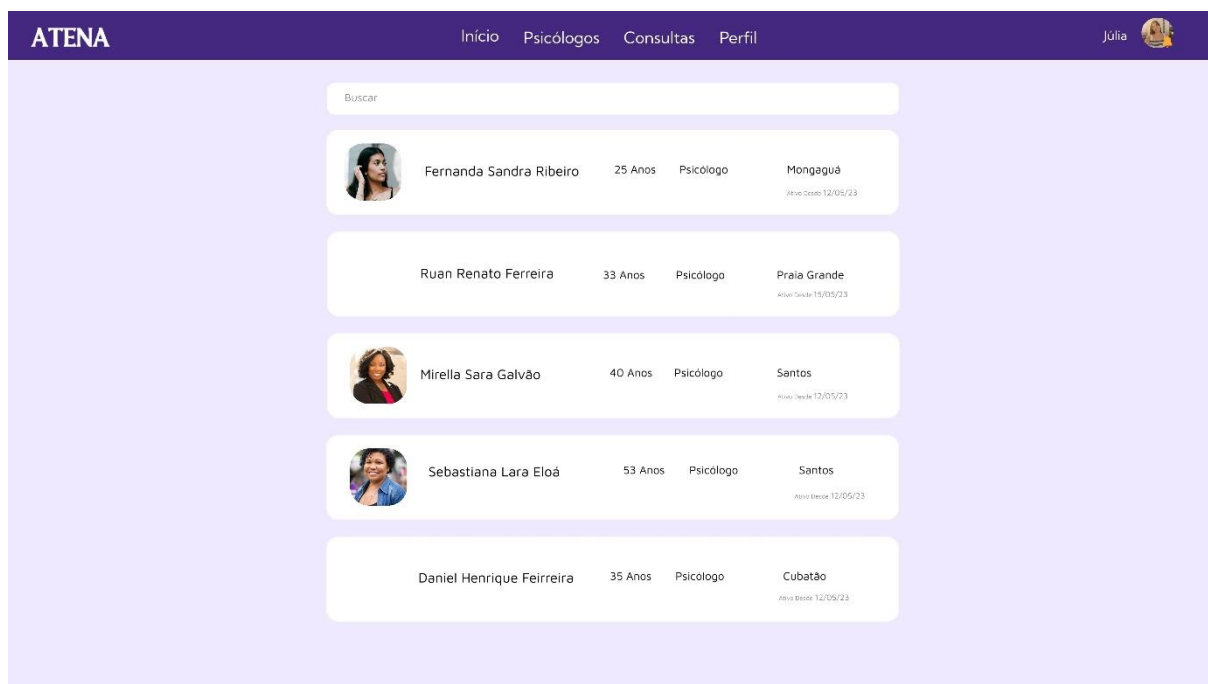 ATENA Início Psicólogos Consultas Perfil Júlia
Buscar
Fernanda Sandra Ribeiro 25 Anos Psicólogo Mongaguá
Ativo Desde 12/05/23
Ruan Renato Ferreira 33 Anos Psicólogo Praia Grande
Ativo Desde 15/05/23
Mirella Sara Galvão 40 Anos Psicólogo Santos
Ativo Desde 12/05/23
Sebastiana Lara Eloá 53 Anos Psicólogo Santos
Ativo Desde 12/05/23
Daniel Henrique Feirreira 35 Anos Psicólogo Cubatão
Ativo Desde 12/05/23